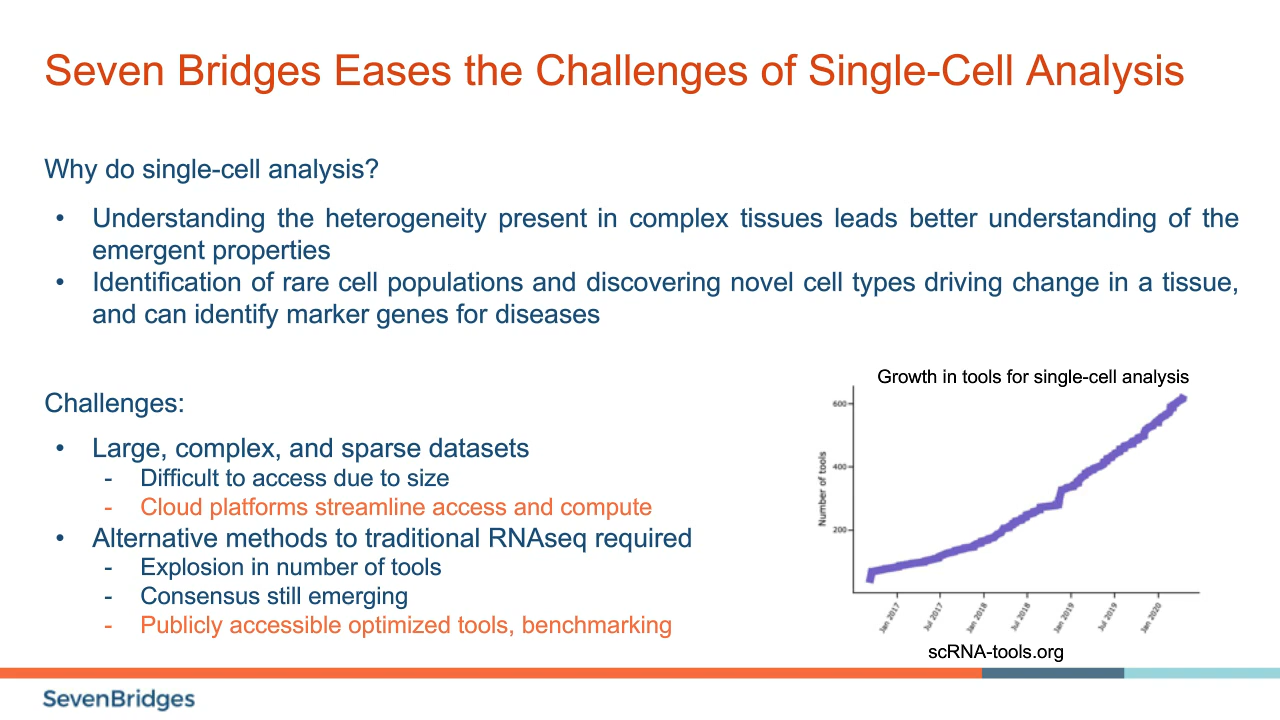 Seven Bridges Eases the Challenges of Single-Cell Analysis
Why do single-cell analysis?
• Understanding the heterogeneity present in complex tissues leads better understanding of the
emergent properties
• Identification of rare cell populations and discovering novel cell types driving change in a tissue,
and can identify marker genes for diseases
Challenges:
• Large, complex, and sparse datasets
- Difficult to access due to size
- Cloud platforms streamline access and compute
• Alternative methods to traditional RNAseq required
- Explosion in number of tools
- Consensus still emerging
- Publicly accessible optimized tools, benchmarking
Growth in tools for single-cell analysis
Number of tools
600
400
200
Jan 2017
Jul 2017
Jan 2018
Jul 2018
Jan 2019
Jul 2019
Jan 2020
scRNA-tools.org
SevenBridges